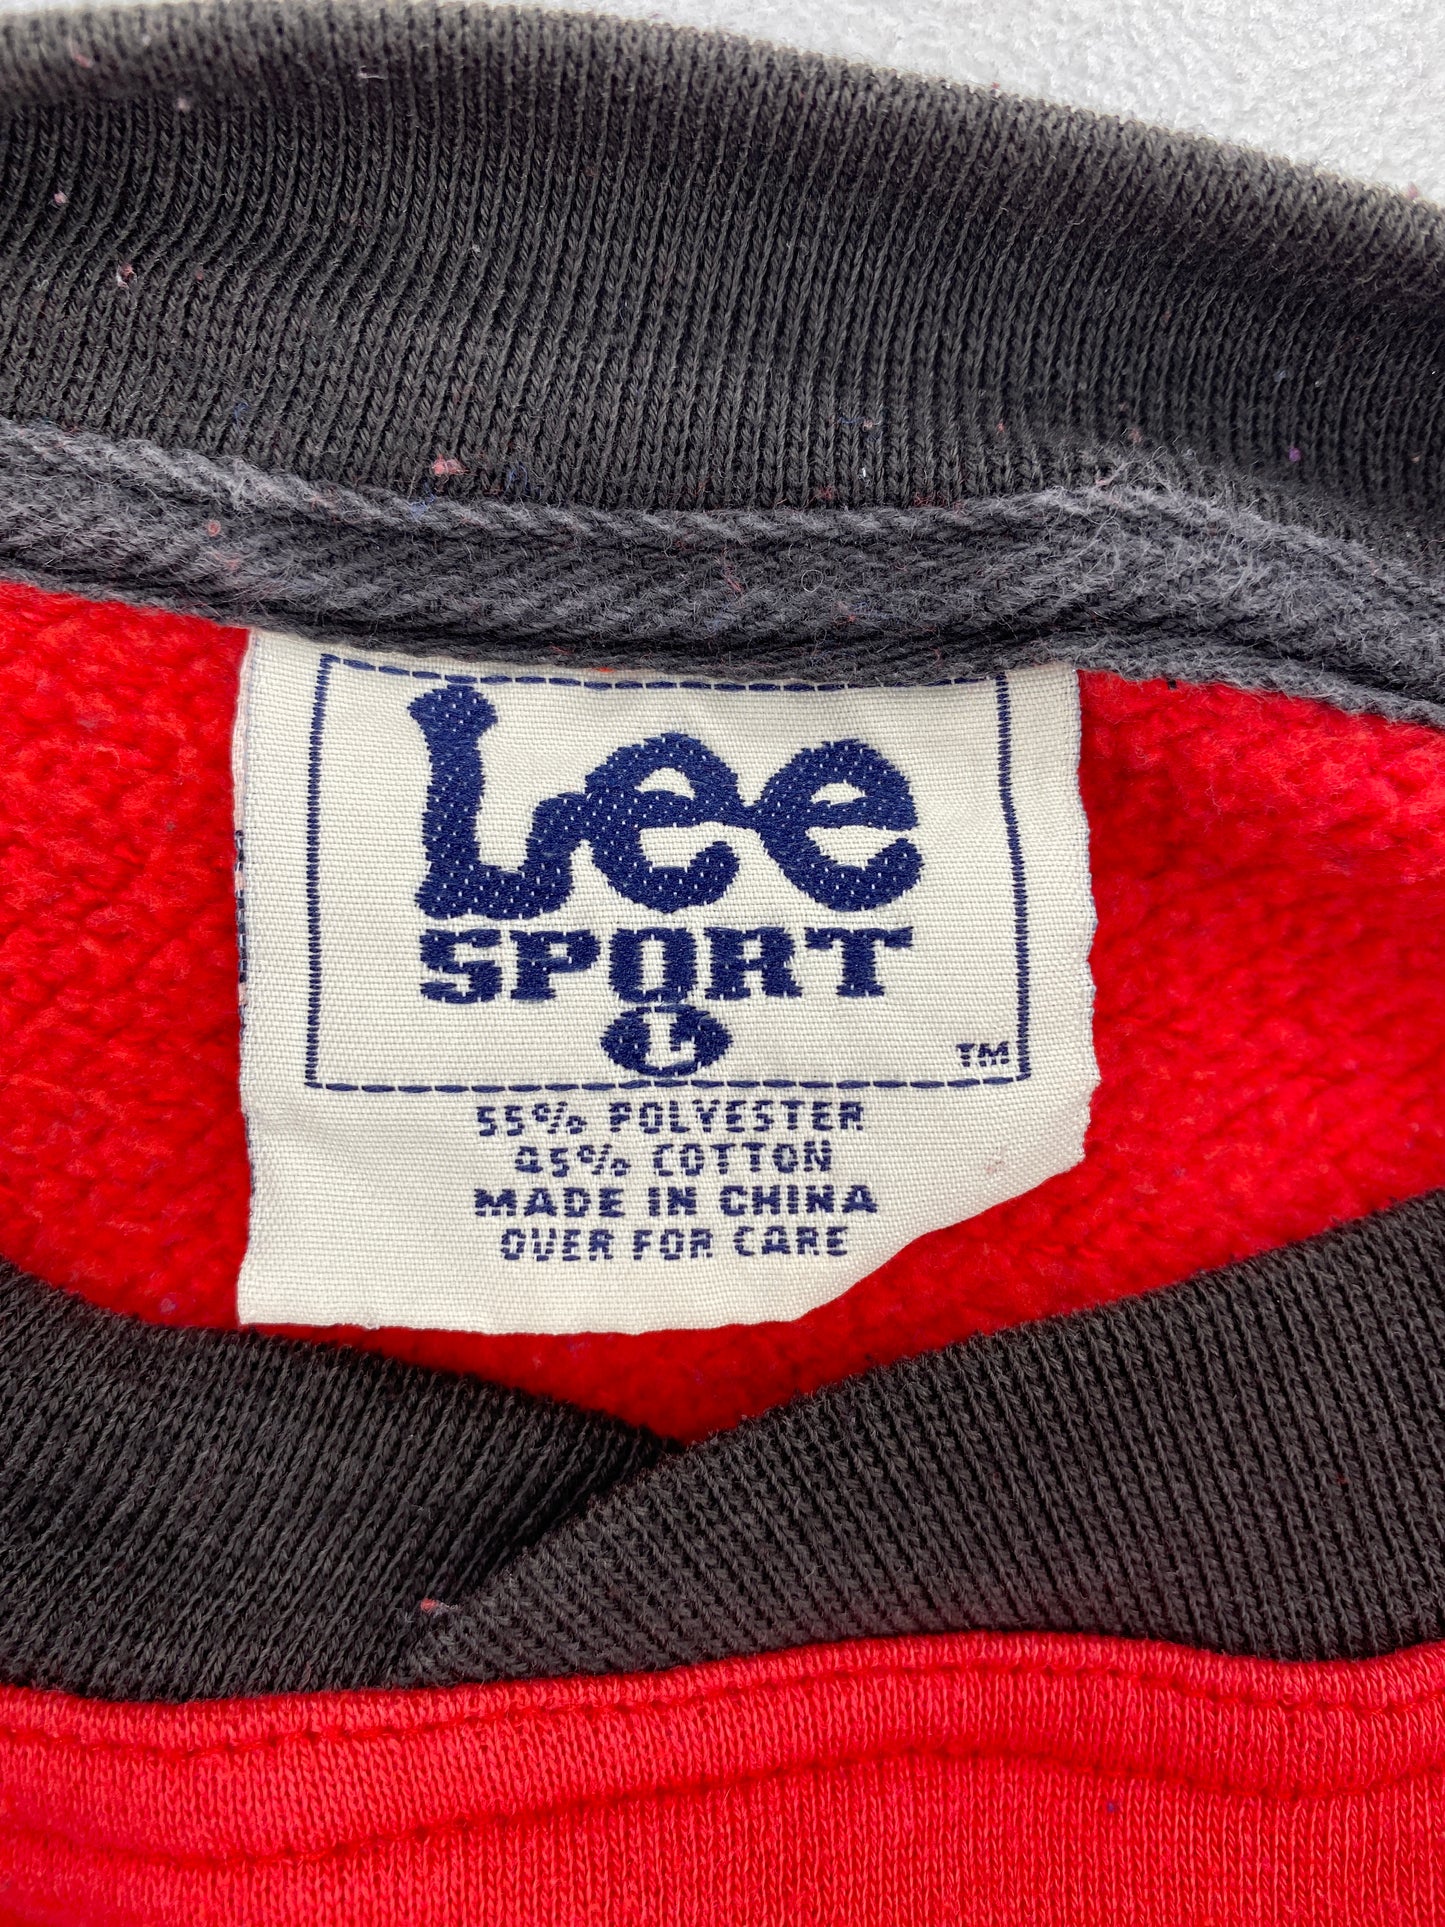 Lee
SPORT
L
TM
55% POLYESTER
45% COTTON
MADE IN CHINA
OVER FOR CARE